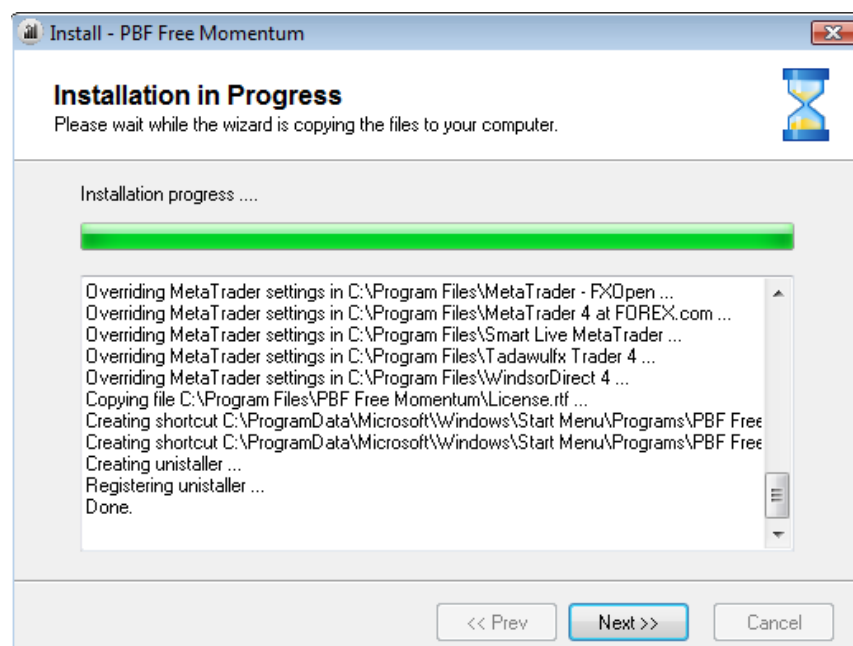 Install - PBF Free Momentum
Installation in Progress
Please wait while the wizard is copying the files to your computer.
Installation progress ....
Overriding MetaTrader settings in C:\Program Files\MetaTrader - FXOpen ...
Overriding MetaTrader settings in C:\Program Files\MetaTrader 4 at FOREX.com ...
Overriding MetaTrader settings in C:\Program Files\Smart Live MetaTrader ...
Overriding MetaTrader settings in C:\Program Files\Tadawulfx Trader 4 ...
Overriding MetaTrader settings in C:\Program Files\WindsorDirect 4 ...
Copying file C:\Program Files\PBF Free Momentum\License.rtf ...
Creating shortcut C:\ProgramData\Microsoft\Windows\Start Menu\Programs\PBF Free
Creating shortcut C:\ProgramData\Microsoft\Windows\Start Menu\Programs\PBF Free
Creating unistaller ...
Registering unistaller ...
Done.
<< Prev
Next >>
Cancel